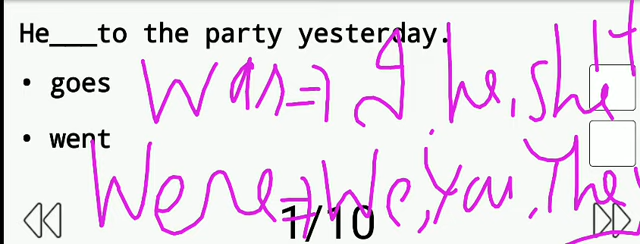 He___to the party yesterday.
• goes
was⇒ I he, she It
• went
Were⇒We, You, They
1/10